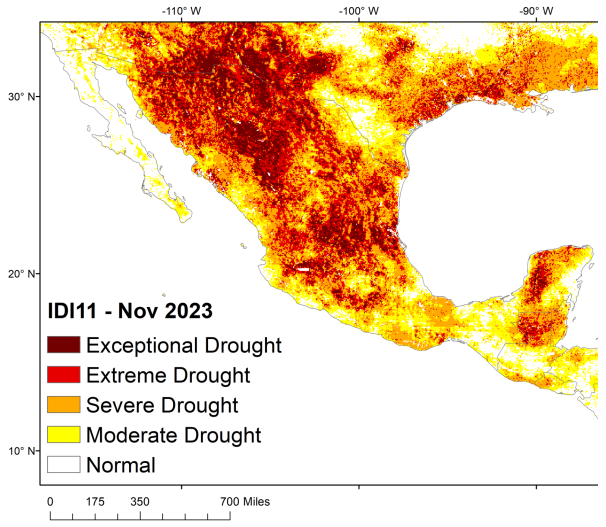 -110° W -100° W -90° W
30° N
20° N
IDI11 - Nov 2023
Exceptional Drought
Extreme Drought
Severe Drought
Moderate Drought
Normal
10° N
0 175 350 700 Miles